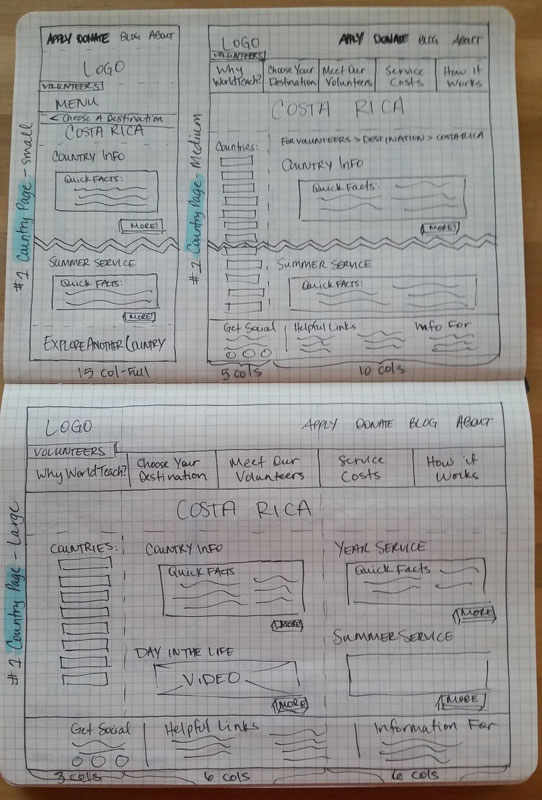 #1 Country Page - Small
APPLY DONATE BLOG ABOUT
LOGO
VOLUNTEERS
MENU
< CHOOSE A DESTINATION
COSTA RICA
COUNTRY INFO
QUICK FACTS:
MORE!
SUMMER SERVICE
QUICK FACTS:
MORE!
EXPLORE ANOTHER COUNTRY
15 COL-FULL
#1 Country Page - Medium
LOGO
APPLY DONATE BLOG ABOUT
VOLUNTEERS
Why WorldTeach? Choose Your Destination Meet Our Volunteers Service Costs How it Works
COSTA RICA
Countries:
FOR VOLUNTEERS > DESTINATION > COSTA RICA
COUNTRY INFO
QUICK FACTS:
MORE!
SUMMER SERVICE
QUICK FACTS:
Get Social Helpful Links Info For
5 cols 10 cols
#1 Country Page - Large
LOGO
APPLY DONATE BLOG ABOUT
VOLUNTEERS
Why WorldTeach? Choose Your Destination Meet Our Volunteers Service Costs How it Works
COSTA RICA
COUNTRIES:
COUNTRY INFO
QUICK FACTS
MORE
YEAR SERVICE
QUICK FACTS
MORE
DAY IN THE LIFE
VIDEO
MORE
SUMMER SERVICE
MORE
Get Social Helpful Links Information For
3 cols 6 cols 6 cols